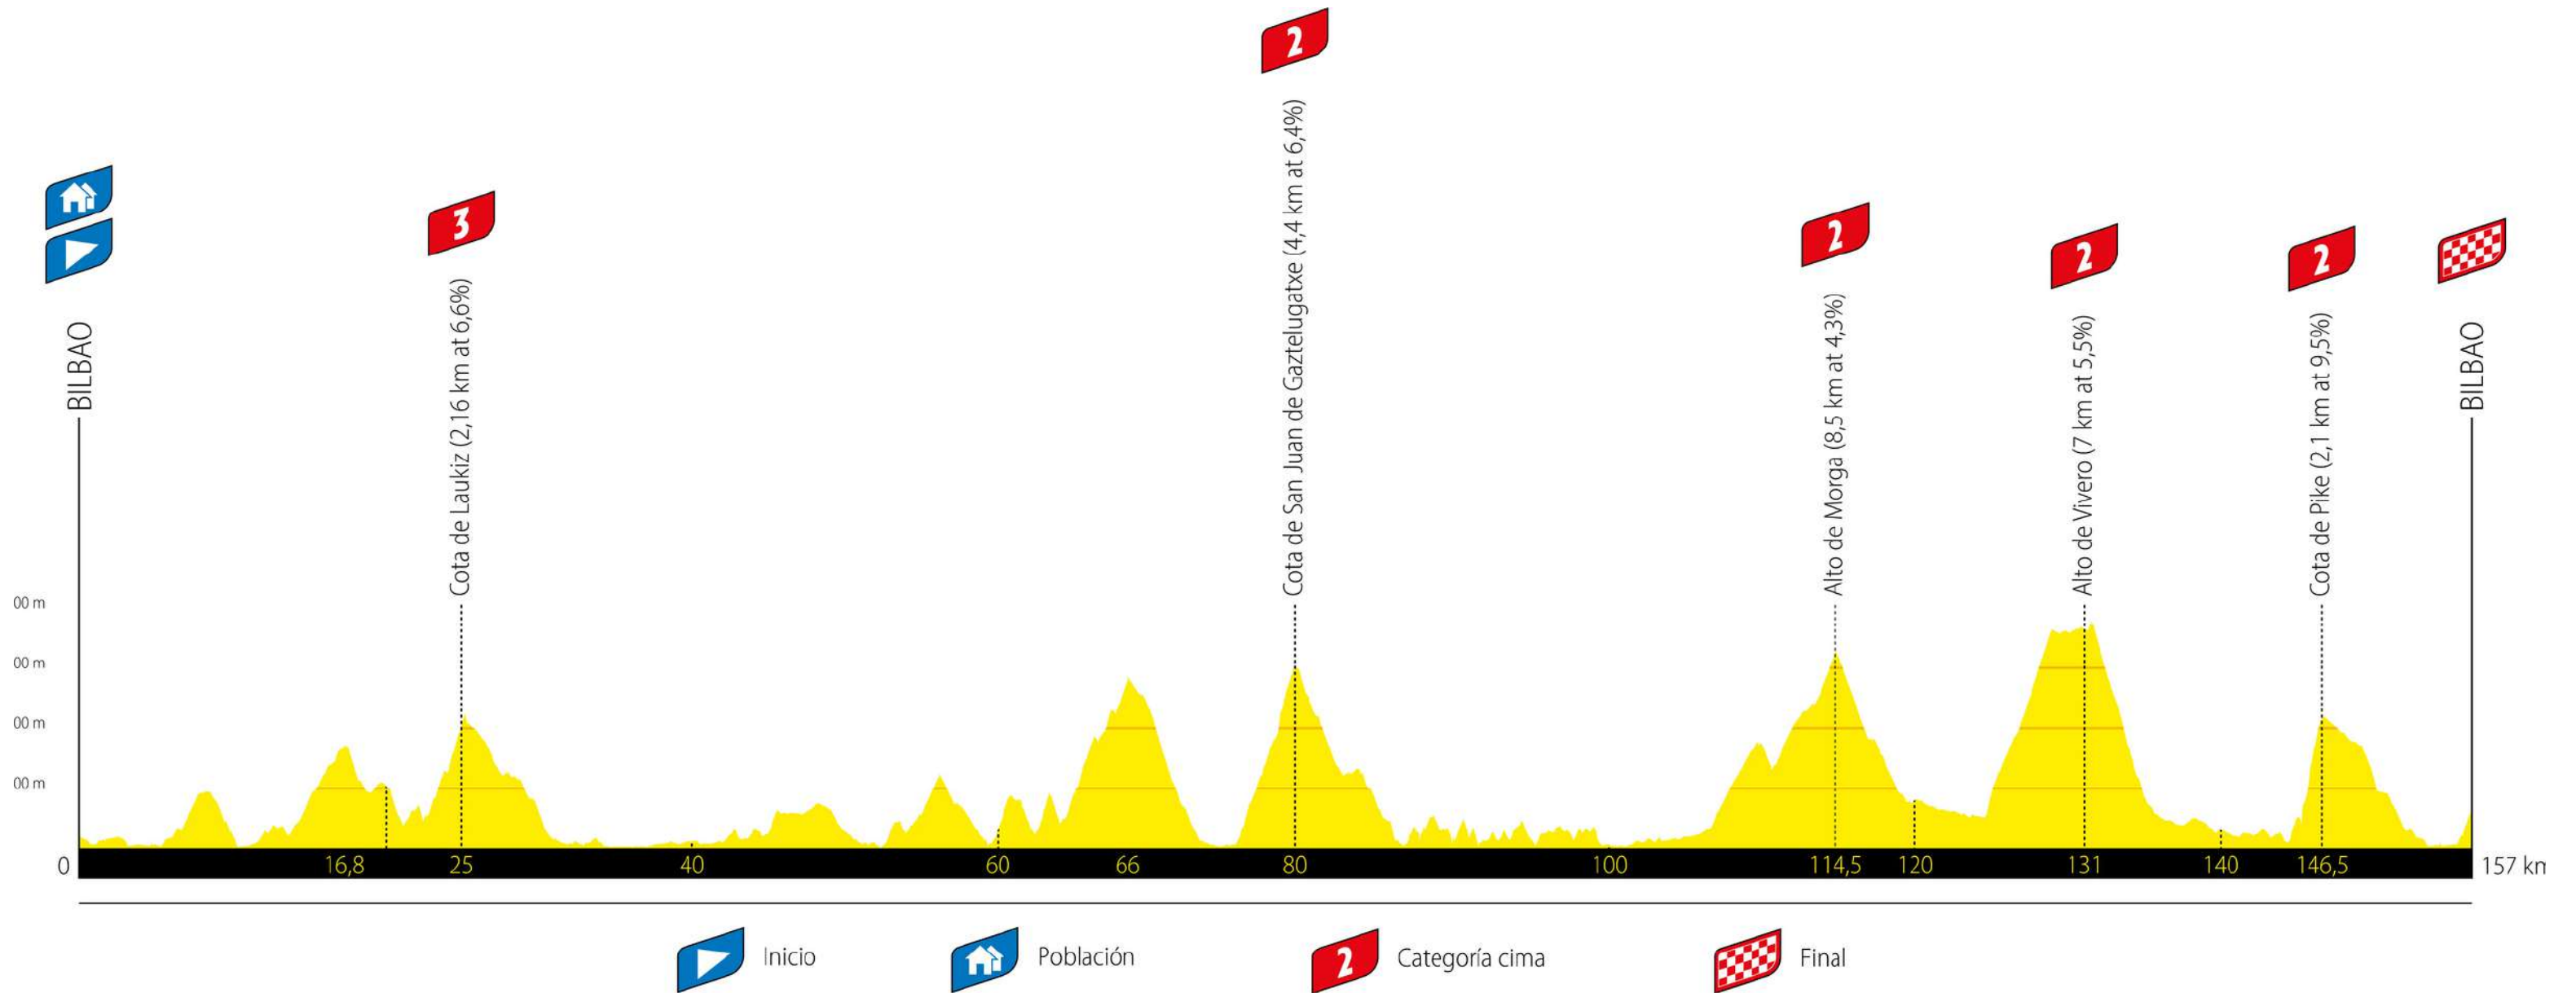 2
3
2
2
2
BILBAO
Cota de Laukiz (2,16 km at 6,6%)
Cota de San Juan de Gaztelugatxe (4,4 km at 6,4%)
Alto de Morga (8,5 km at 4,3%)
Alto de Vivero (7 km at 5,5%)
Cota de Pike (2,1 km at 9,5%)
BILBAO
00 m
00 m
00 m
00 m
0 16,8 25 40 60 66 80 100 114,5 120 131 140 146,5 157 km
Inicio Población 2 Categoría cima Final